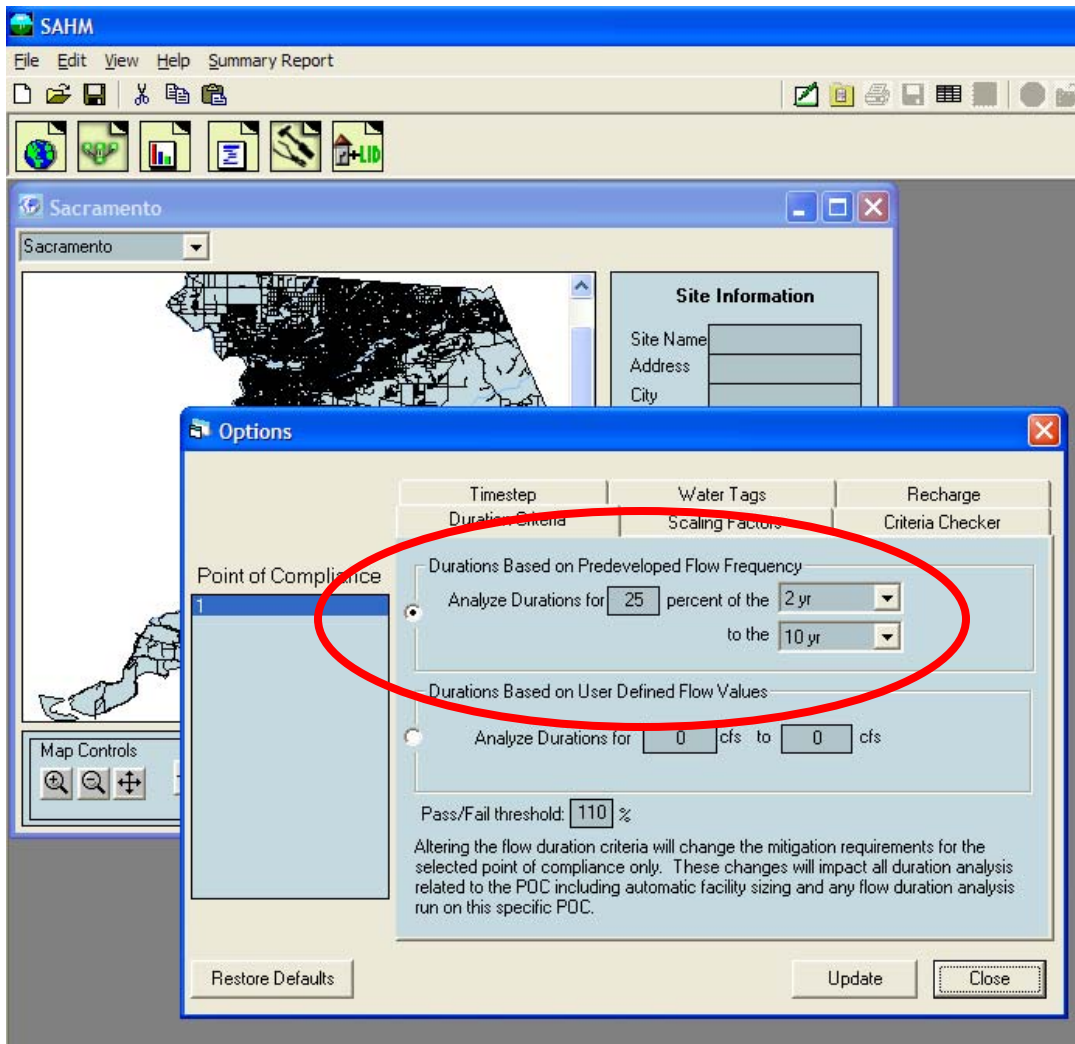 SAHM
File Edit View Help Summary Report
+LID
Sacramento
Sacramento
Site Information
Site Name
Address
City
Options
Timestep Water Tags Recharge
Duration Criteria Scaling Factors Criteria Checker
Point of Compliance
1
Durations Based on Predeveloped Flow Frequency
Analyze Durations for 25 percent of the 2 yr
to the 10 yr
Durations Based on User Defined Flow Values
Analyze Durations for 0 cfs to 0 cfs
Pass/Fail threshold: 110 %
Altering the flow duration criteria will change the mitigation requirements for the
selected point of compliance only. These changes will impact all duration analysis
related to the POC including automatic facility sizing and any flow duration analysis
run on this specific POC.
Map Controls
Restore Defaults Update Close